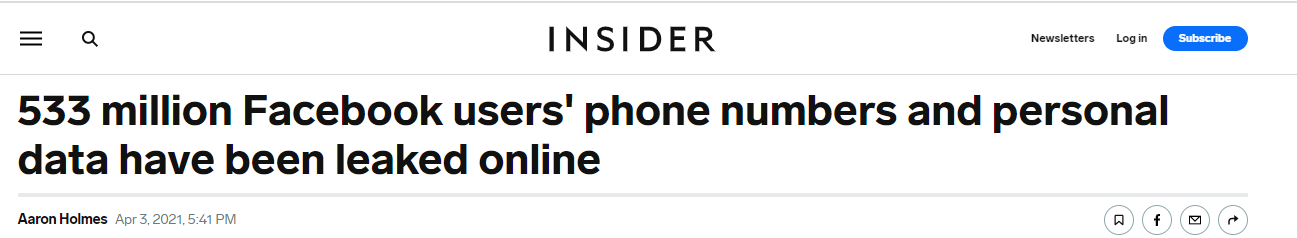 INSIDER
Newsletters Log in Subscribe
533 million Facebook users' phone numbers and personal
data have been leaked online
Aaron Holmes Apr 3, 2021, 5:41 PM